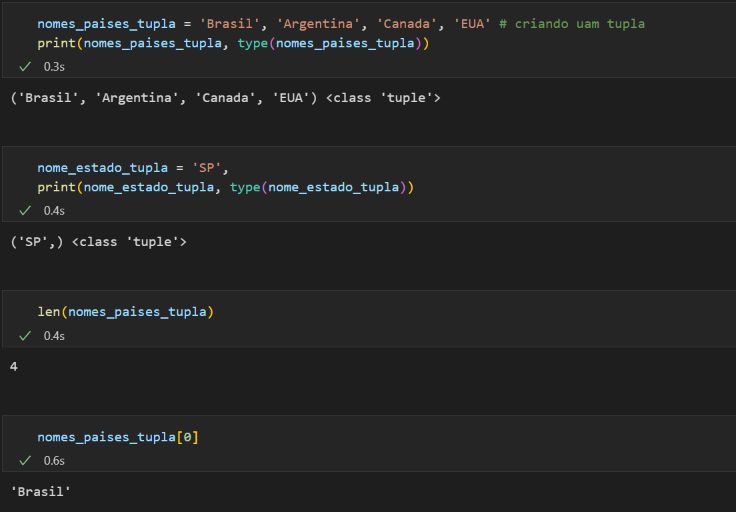 nomes_paises_tupla = 'Brasil', 'Argentina', 'Canada', 'EUA' # criando uam tupla
print(nomes_paises_tupla, type(nomes_paises_tupla))
0.3s
('Brasil', 'Argentina', 'Canada', 'EUA') <class 'tuple'>
nome_estado_tupla = 'SP',
print(nome_estado_tupla, type(nome_estado_tupla))
0.4s
('SP',) <class 'tuple'>
len(nomes_paises_tupla)
0.4s
4
nomes_paises_tupla[0]
0.6s
'Brasil'